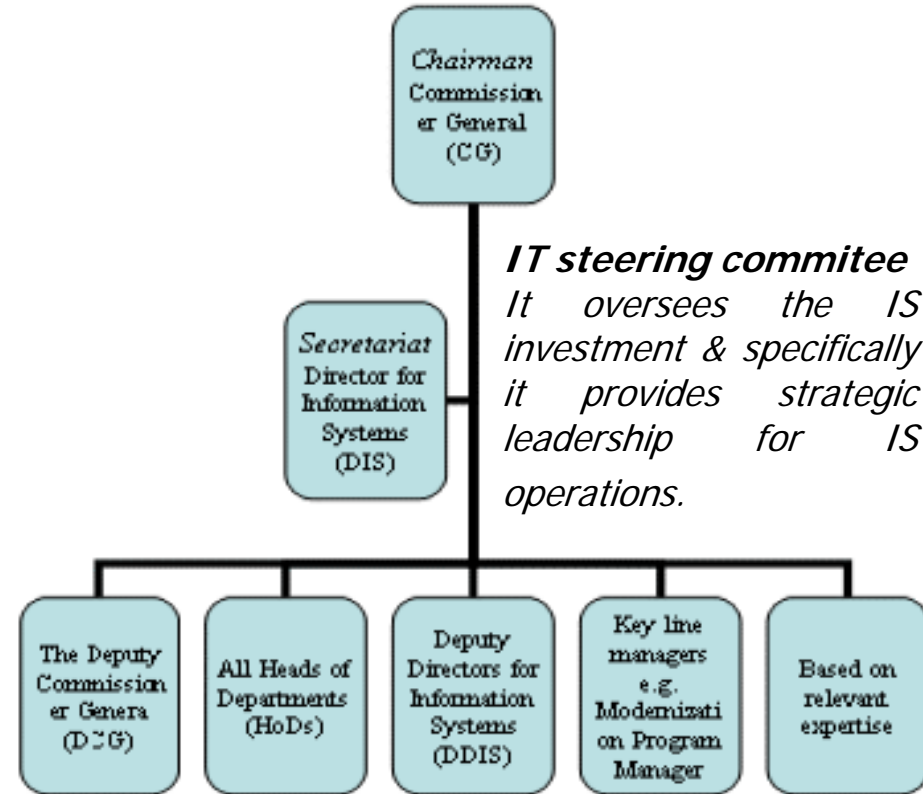 Chairman
Commission
er General
(CG)
IT steering commitee
It oversees the IS
investment & specifically
it provides strategic
leadership for IS
operations.
Secretariat
Director for
Information
Systems
(DIS)
The Deputy
Commission
er Genera
(DCG)
All Heads of
Departments
(HoDs)
Deputy
Directors for
Information
Systems
(DDIS)
Key line
managers
e.g.
Modernizati
on Program
Manager
Based on
relevant
expertise